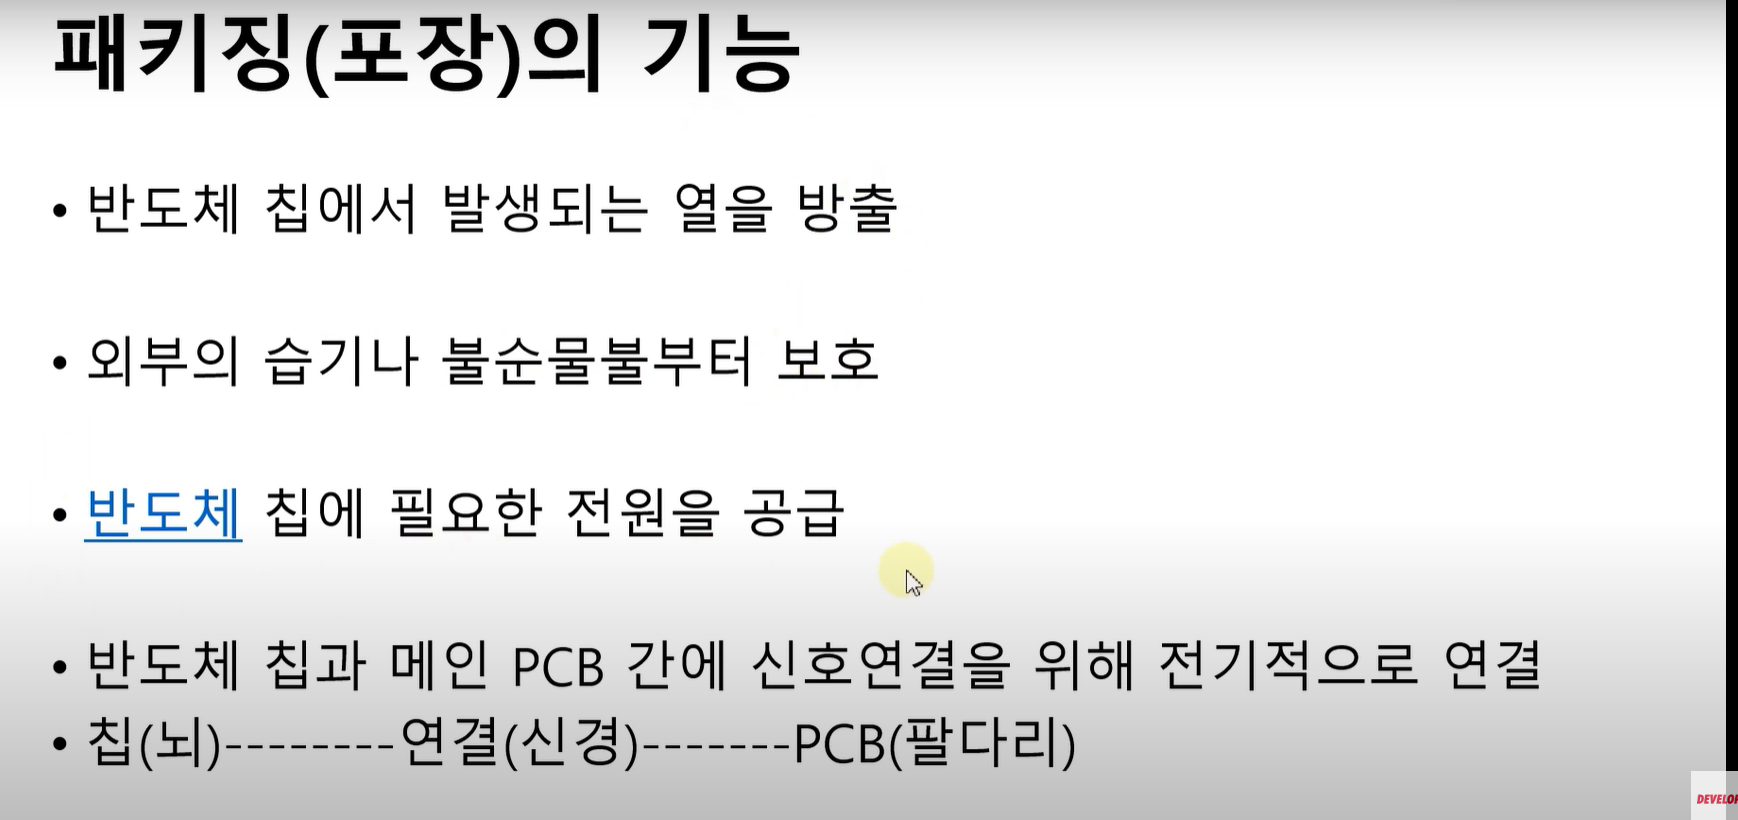 패키징(포장)의 기능
• 반도체 칩에서 발생되는 열을 방출
• 외부의 습기나 불순물불부터 보호
• 반도체 칩에 필요한 전원을 공급
• 반도체 칩과 메인 PCB 간에 신호연결을 위해 전기적으로 연결
• 칩(뇌)--------연결(신경)-------PCB(팔다리)